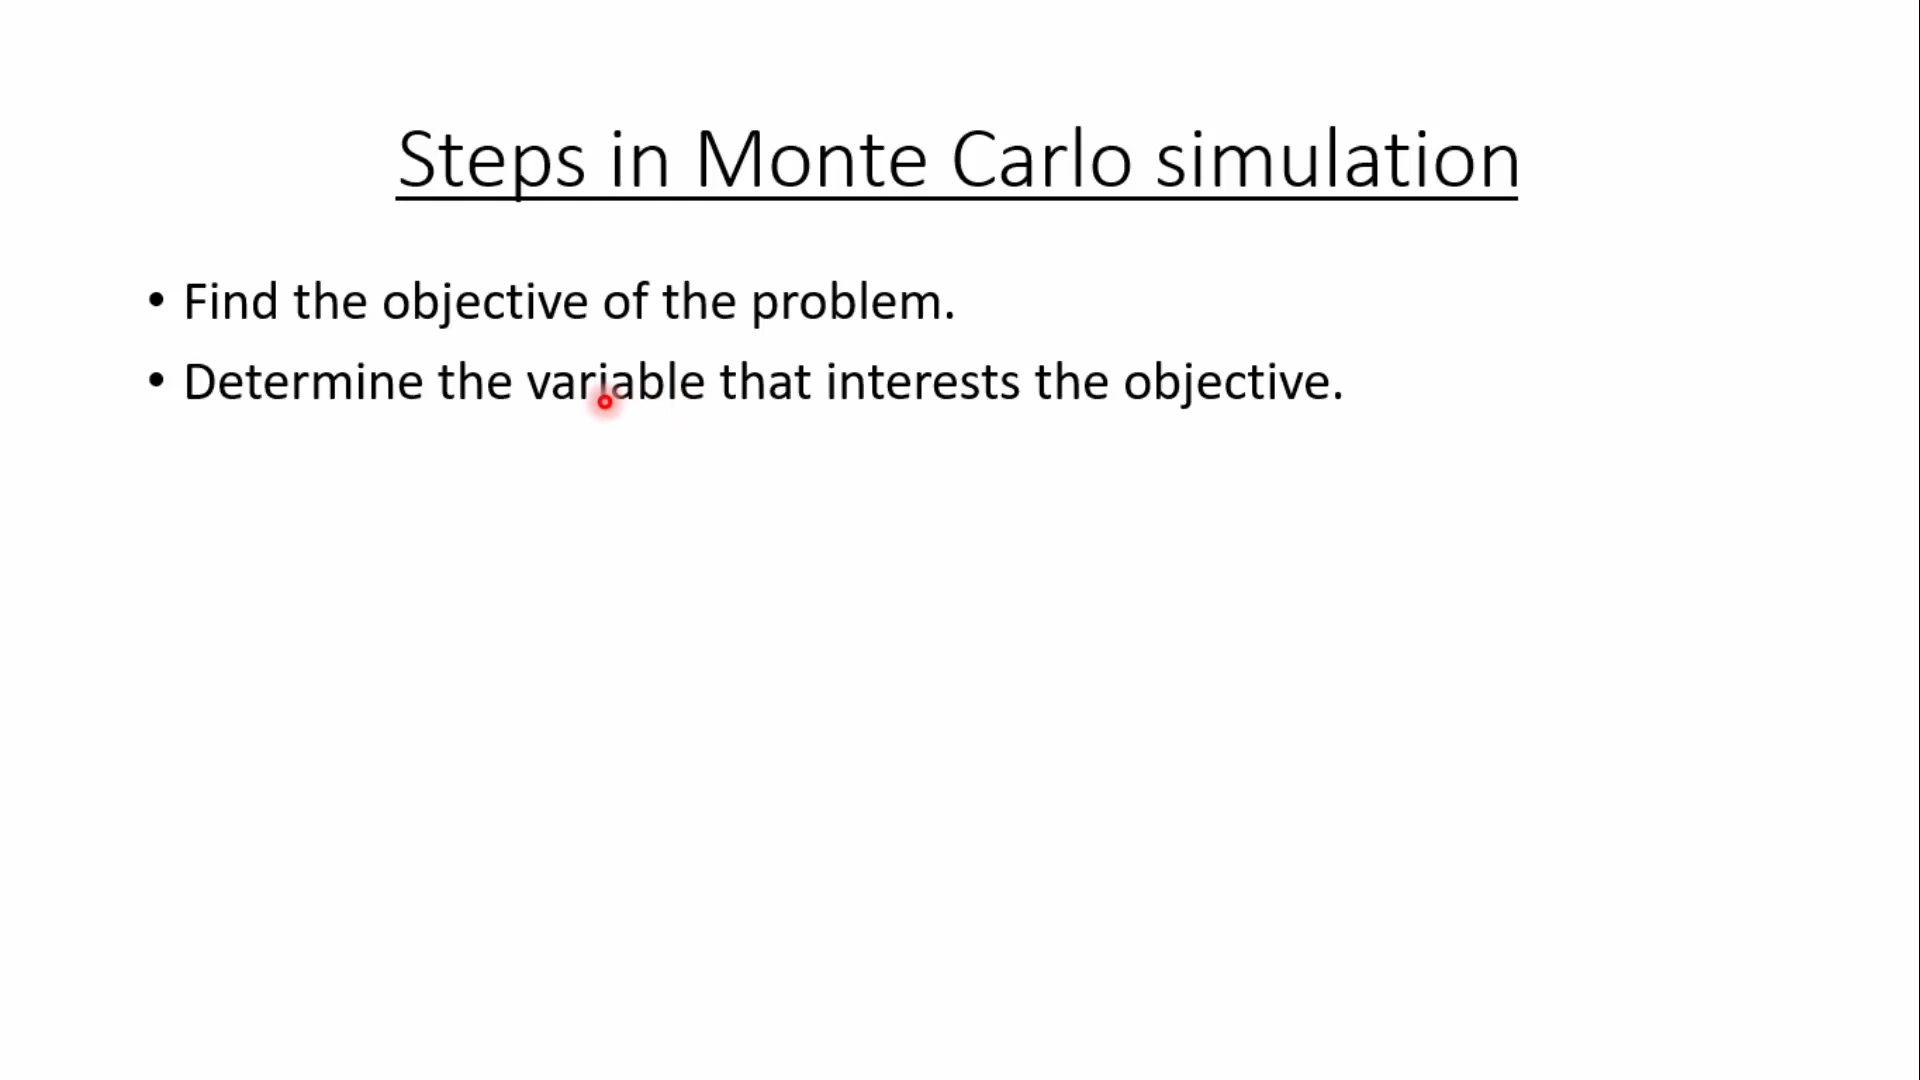 Steps in Monte Carlo simulation
• Find the objective of the problem.
• Determine the variable that interests the objective.